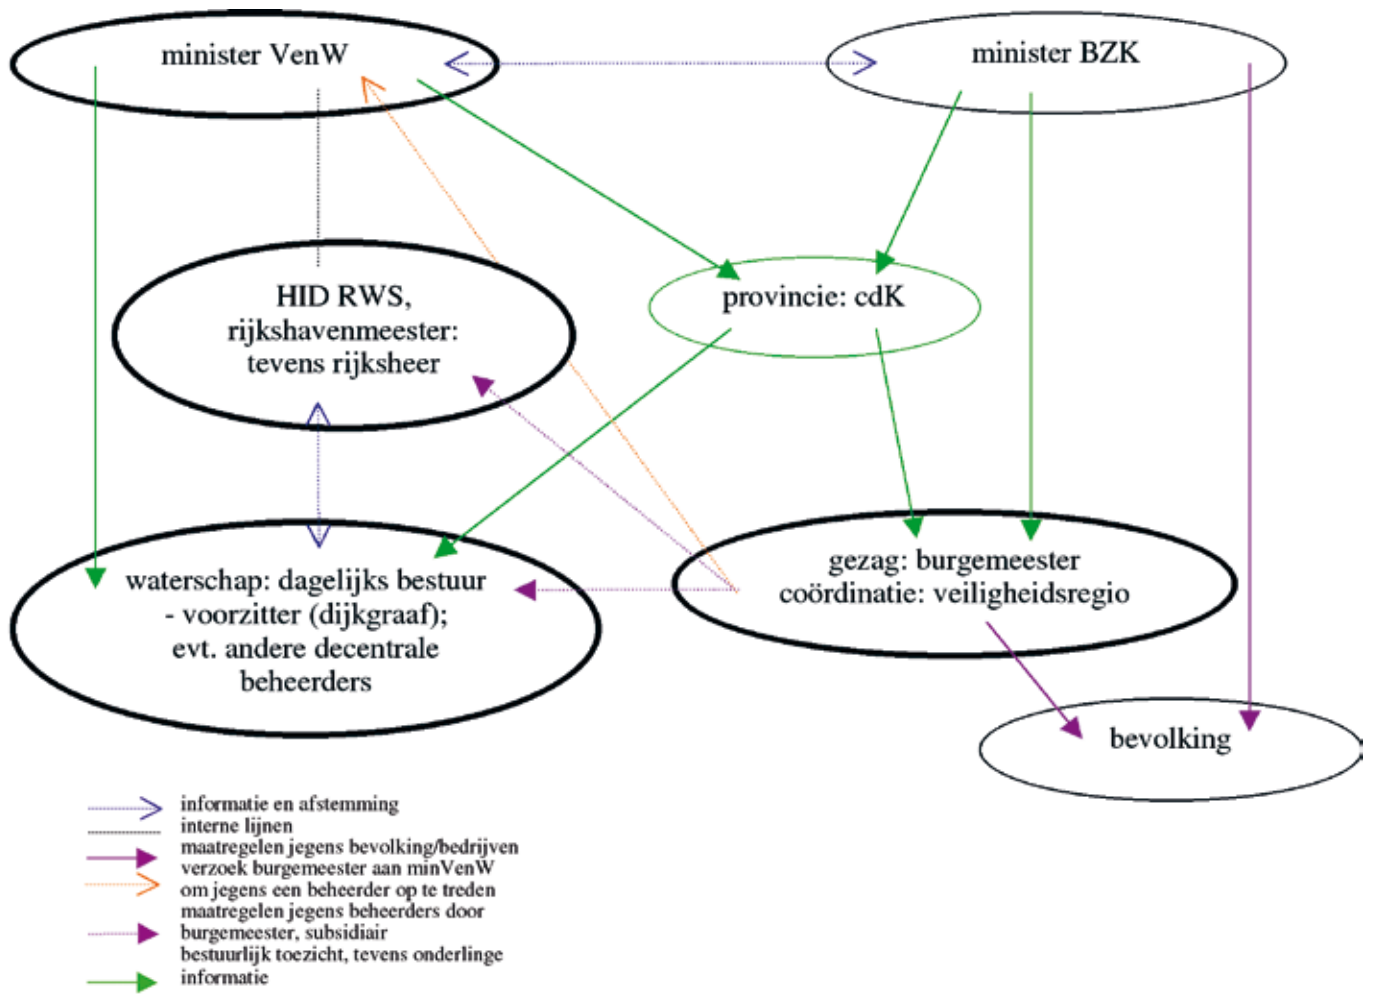 minister VenW
minister BZK
HID RWS,
rijkshavenmeester:
tevens rijksheer
provincie: cdK
waterschap: dagelijks bestuur
- voorzitter (dijkgraaf);
evt. andere decentrale
beheerders
gezag: burgemeester
coördinatie: veiligheidsregio
bevolking
informatie en afstemming
interne lijnen
maatregelen jegens bevolking/bedrijven
verzoek burgemeester aan minVenW
om jegens een beheerder op te treden
maatregelen jegens beheerders door
burgemeester, subsidiair
bestuurlijk toezicht, tevens onderlinge
informatie